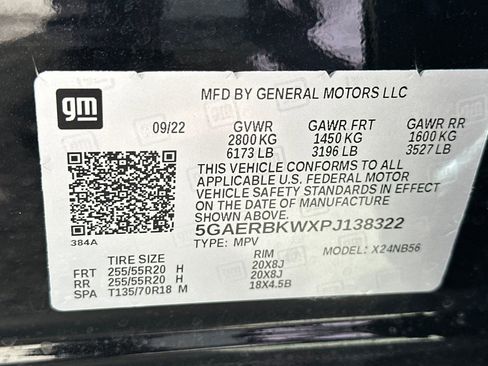 gm
MFD BY GENERAL MOTORS LLC
09/22 GVWR GAWR FRT GAWR RR
2800 KG 1450 KG 1600 KG
6173 LB 3196 LB 3527 LB
THIS VEHICLE CONFORMS TO ALL
APPLICABLE U.S. FEDERAL MOTOR
VEHICLE SAFETY STANDARDS IN EFFECT
ON THE DATE OF MANUFACTURE
SHOWN ABOVE.
5GAERBKWXPJ138322
384A
TYPE: MPV MODEL: X24NB56
TIRE SIZE RIM
FRT 255/55R20 H 20X8J
RR 255/55R20 H 20X8J
SPA T135/70R18 M 18X4.5B